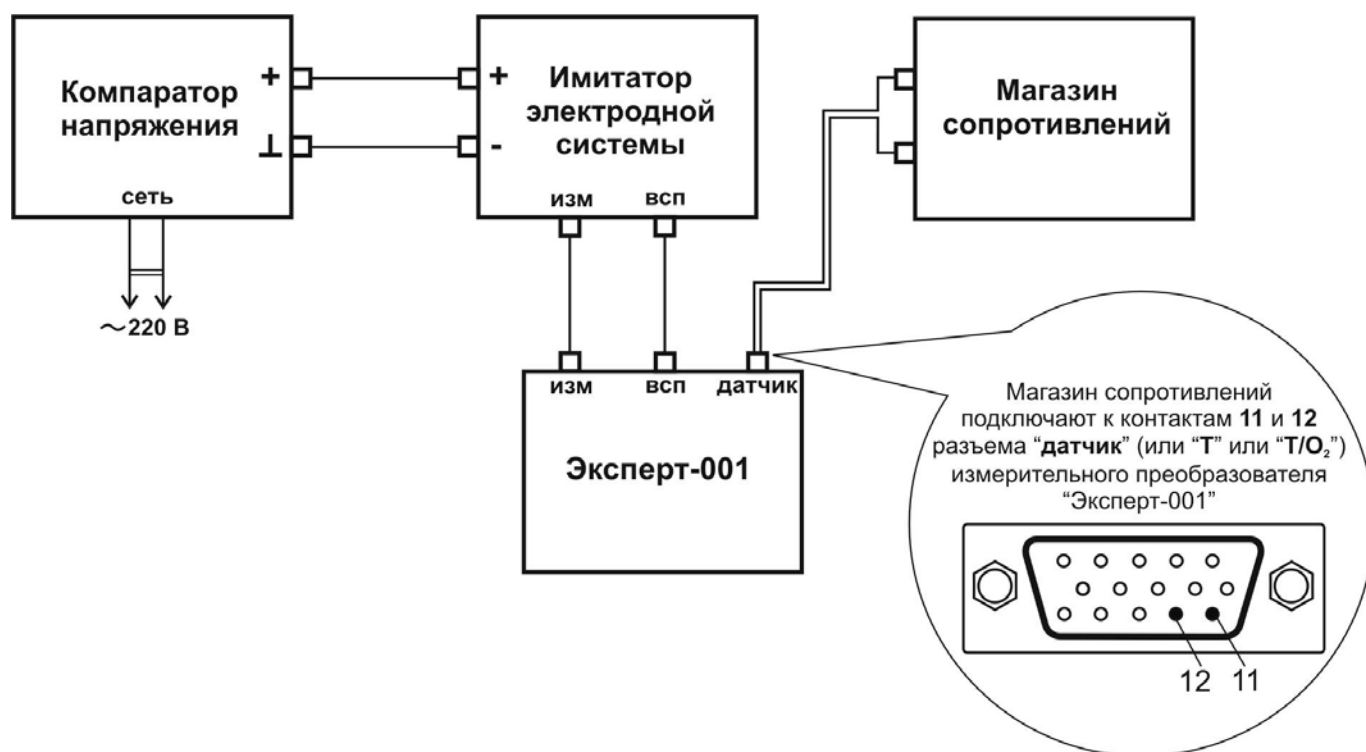 Компаратор
напряжения
+
⊥
сеть
~220 В
+
-
Имитатор
электродной
системы
изм
всп
Магазин
сопротивлений
изм
всп
датчик
Эксперт-001
Магазин сопротивлений
подключают к контактам 11 и 12
разъема “датчик” (или “Т” или “Т/О₂”)
измерительного преобразователя
“Эксперт-001”
12
11